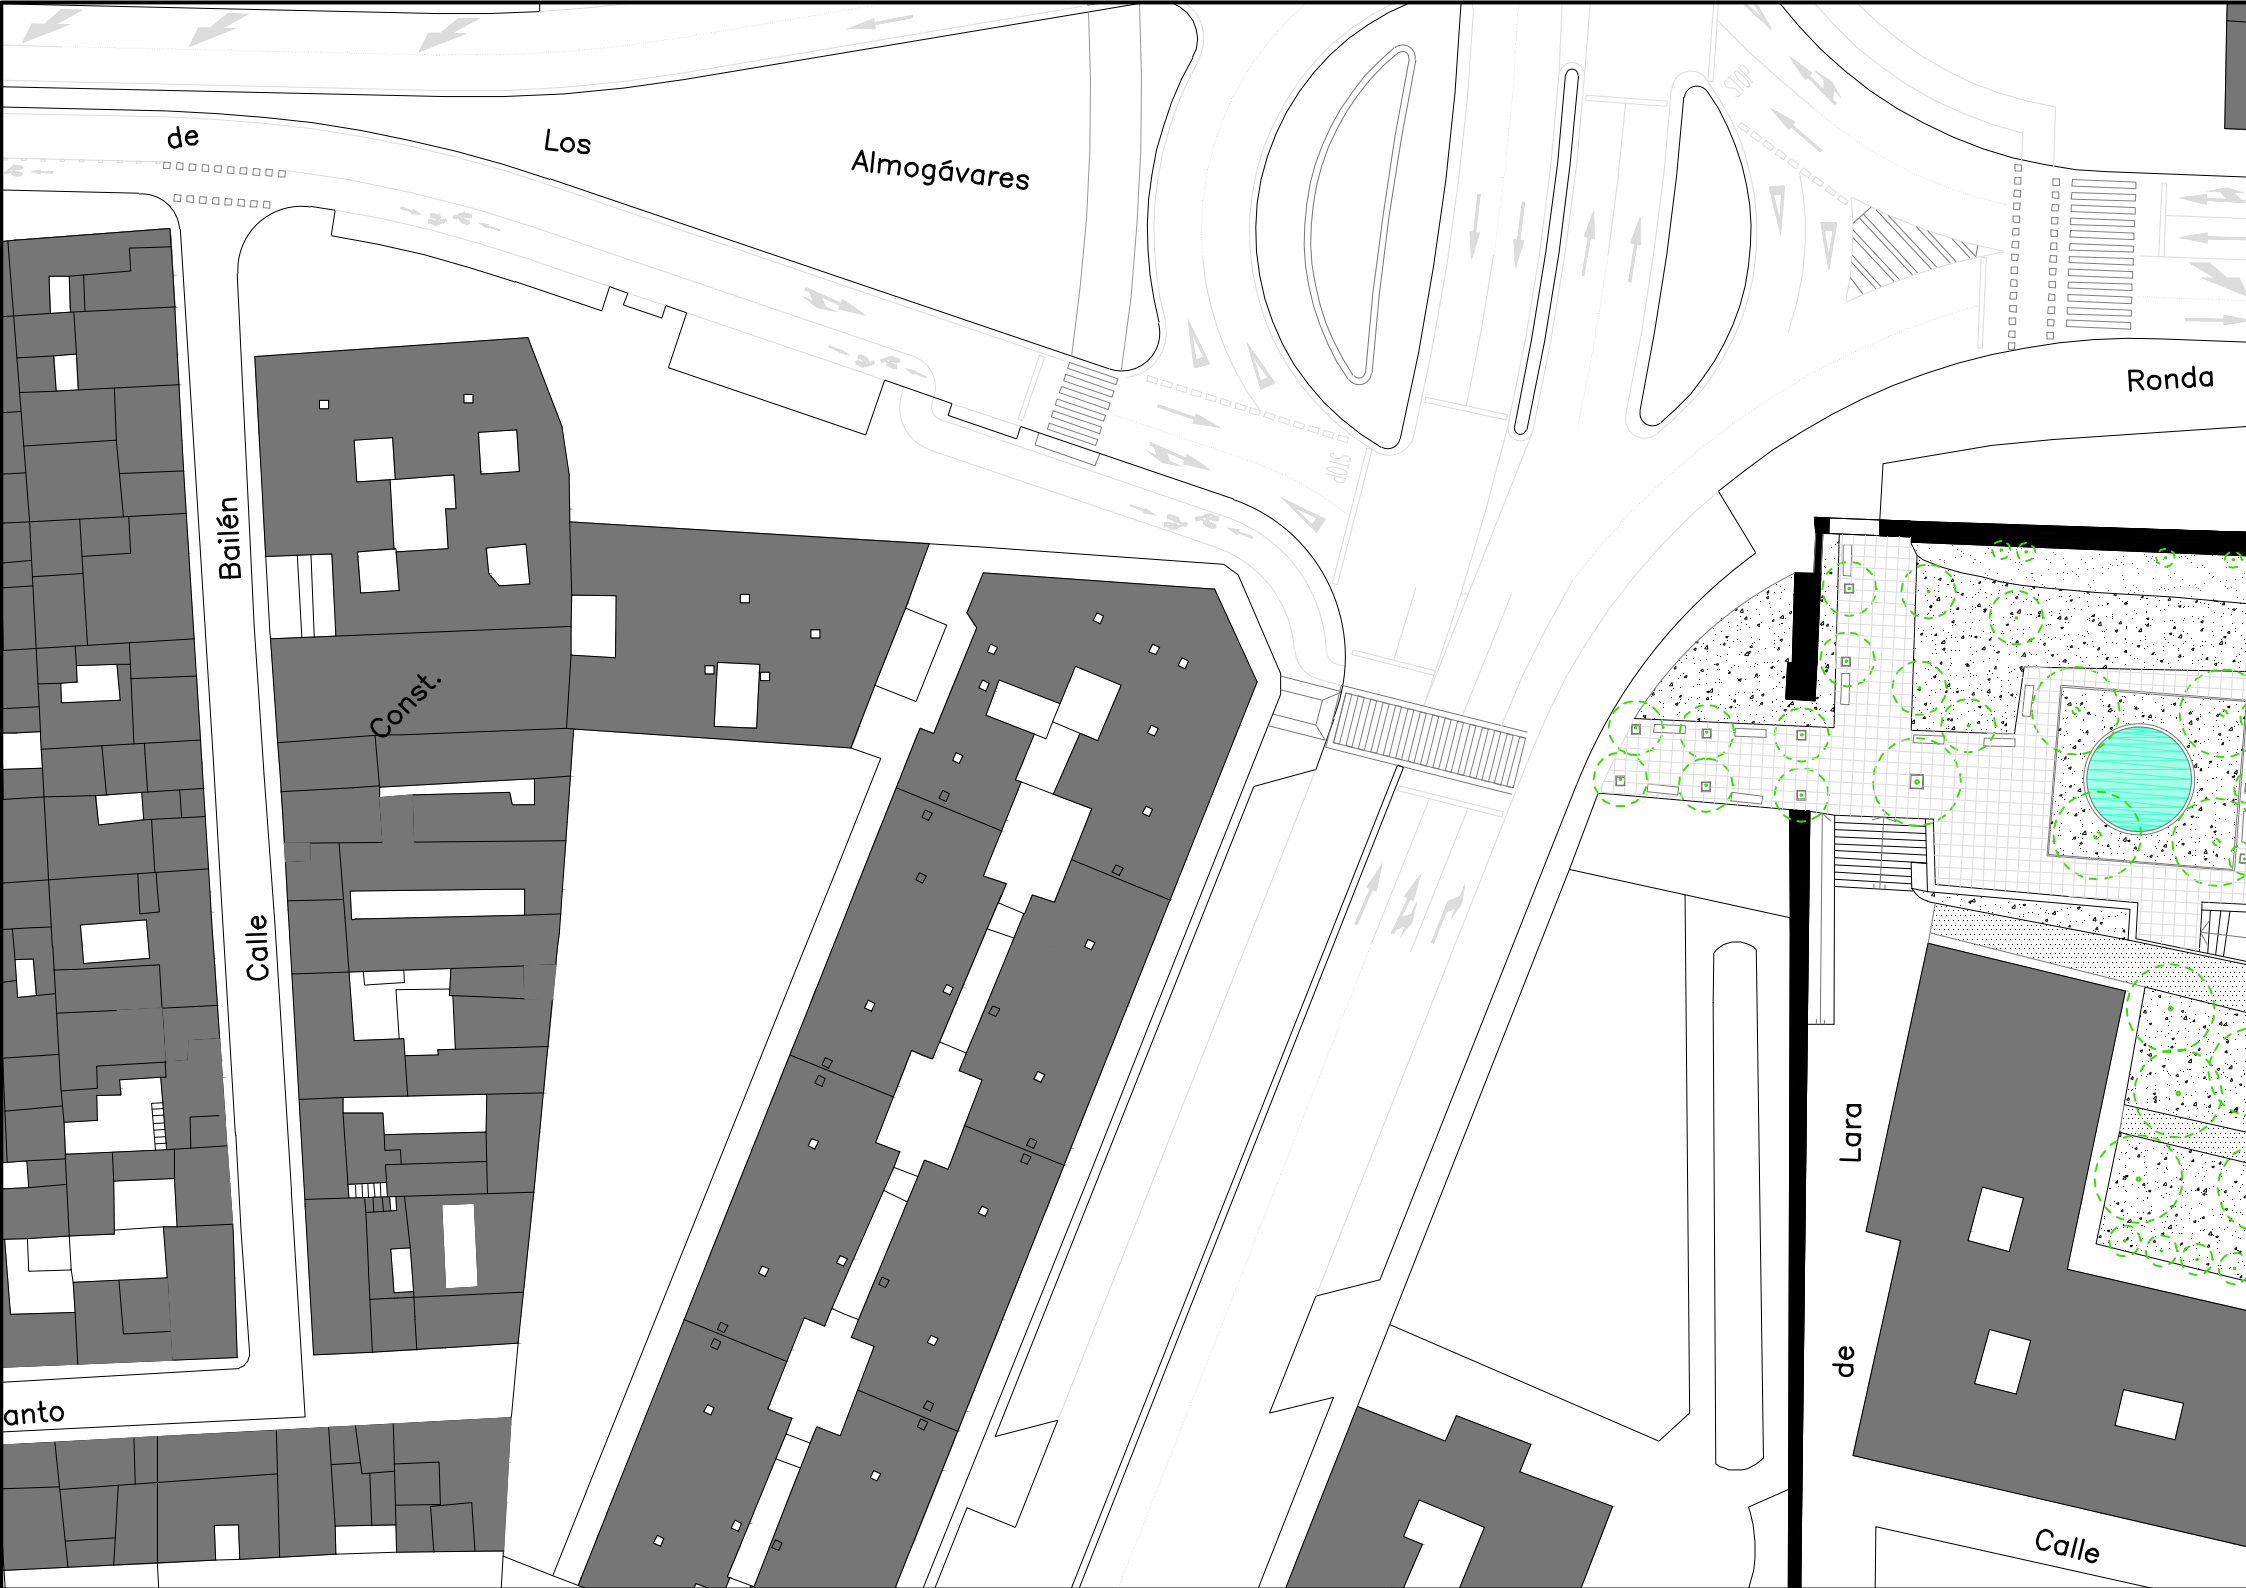 de
Los
Almogávares
STOP
Ronda
STOP
Bailén
Calle
Const.
anto
Lara
de
Calle